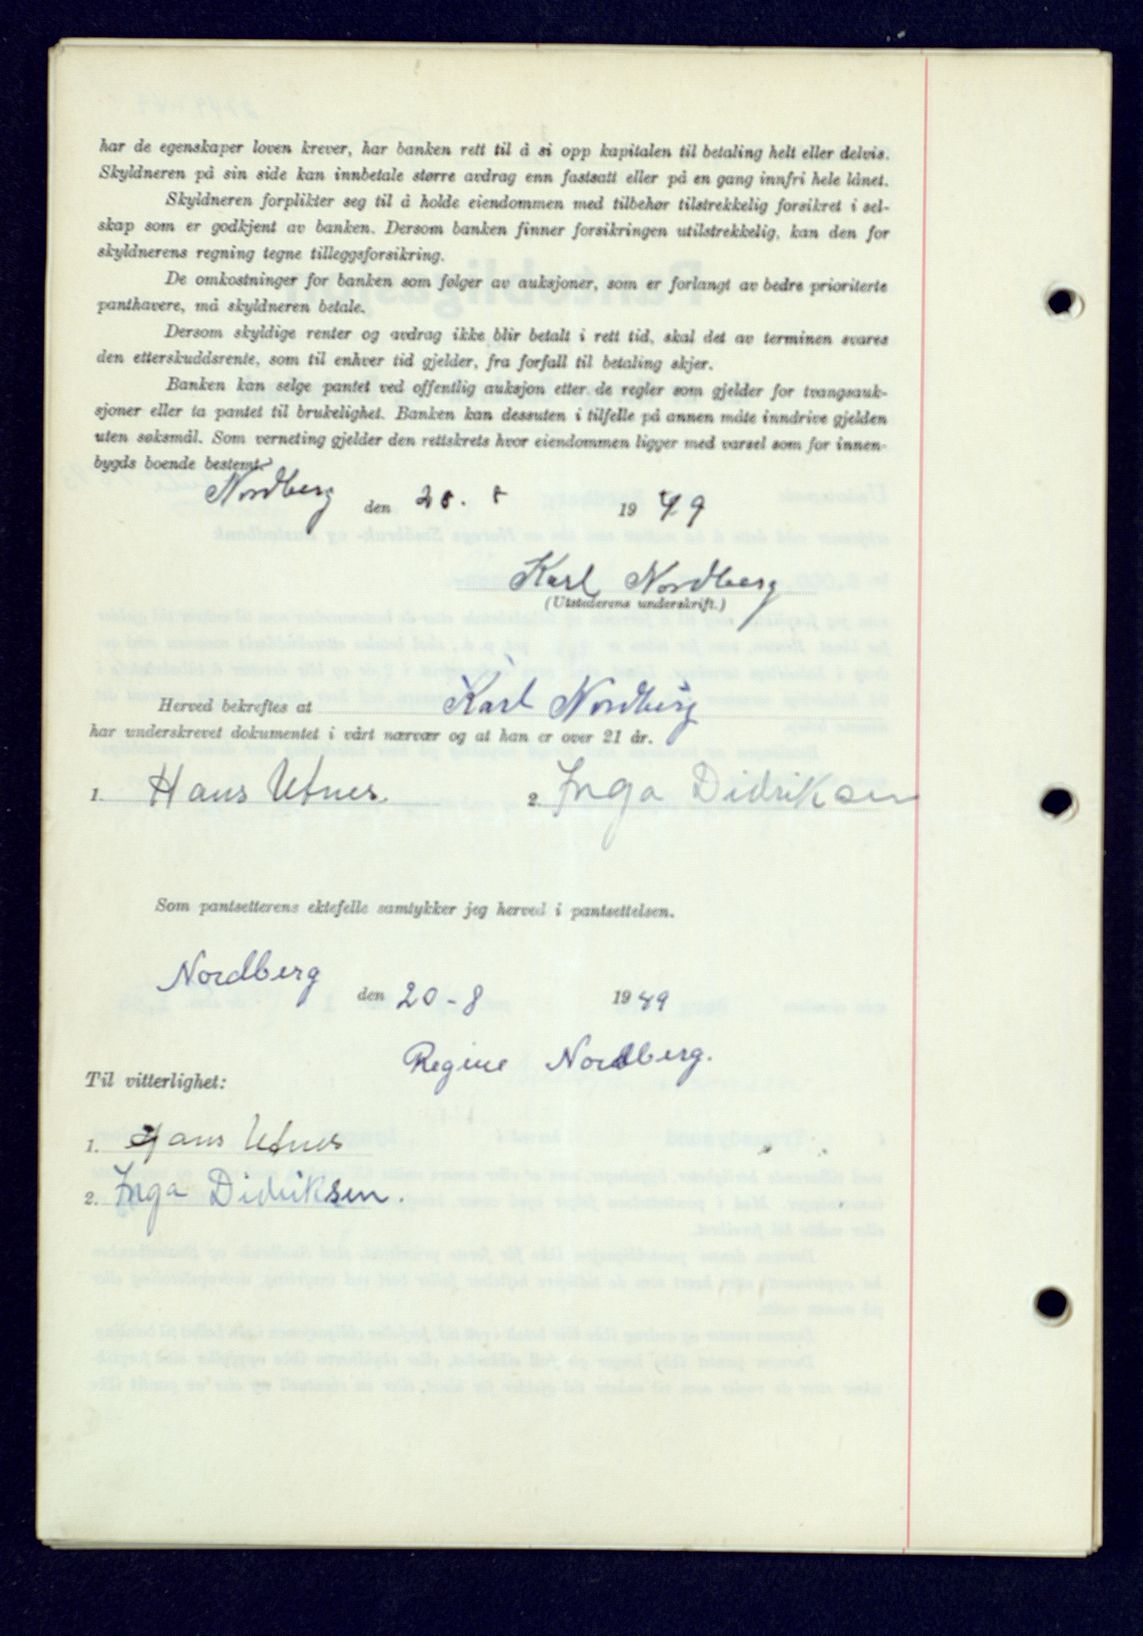 har de egenskaper loven krever, har banken rett til å si opp kapitalen til betaling helt eller delvis.
Skyldneren på sin side kan innbetale større avdrag enn fastsatt eller på en gang innfri hele lånet.
Skyldneren forplikter seg til å holde eiendommen med tilbehør tilstrekkelig forsikret i sel-
skap som er godkjent av banken. Dersom banken finner forsikringen utilstrekkelig, kan den for
skyldnerens regning tegne tilleggsforsikring.
De omkostninger for banken som følger av auksjoner, som er forlangt av bedre prioriterte
panthavere, må skyldneren betale.
Dersom skyldige renter og avdrag ikke blir betalt i rett tid, skal det av terminen svares
den etterskuddsrente, som til enhver tid gjelder, fra forfall til betaling skjer.
Banken kan selge pantet ved offentlig auksjon etter de regler som gjelder for tvangsauk-
sjoner eller ta pantet til brukelighet. Banken kan dessuten i tilfelle på annen måte inndrive gjelden
uten søksmål. Som verneting gjelder den rettskrets hvor eiendommen ligger med varsel som for innen-
bygds boende bestemt.
Nordberg den 20. 8 1949
Karl Nordberg
(Utstederens underskrift.)
Herved bekreftes at Karl Nordberg
har underskrevet dokumentet i vårt nærvær og at han er over 21 år.
1. Hans Utnes 2. Inga Didriksen
Som pantsetterens ektefelle samtykker jeg herved i pantsettelsen.
Nordberg den 20-8 1949
Regine Nordberg.
Til vitterlighet:
1. Hans Utnes
2. Inga Didriksen.